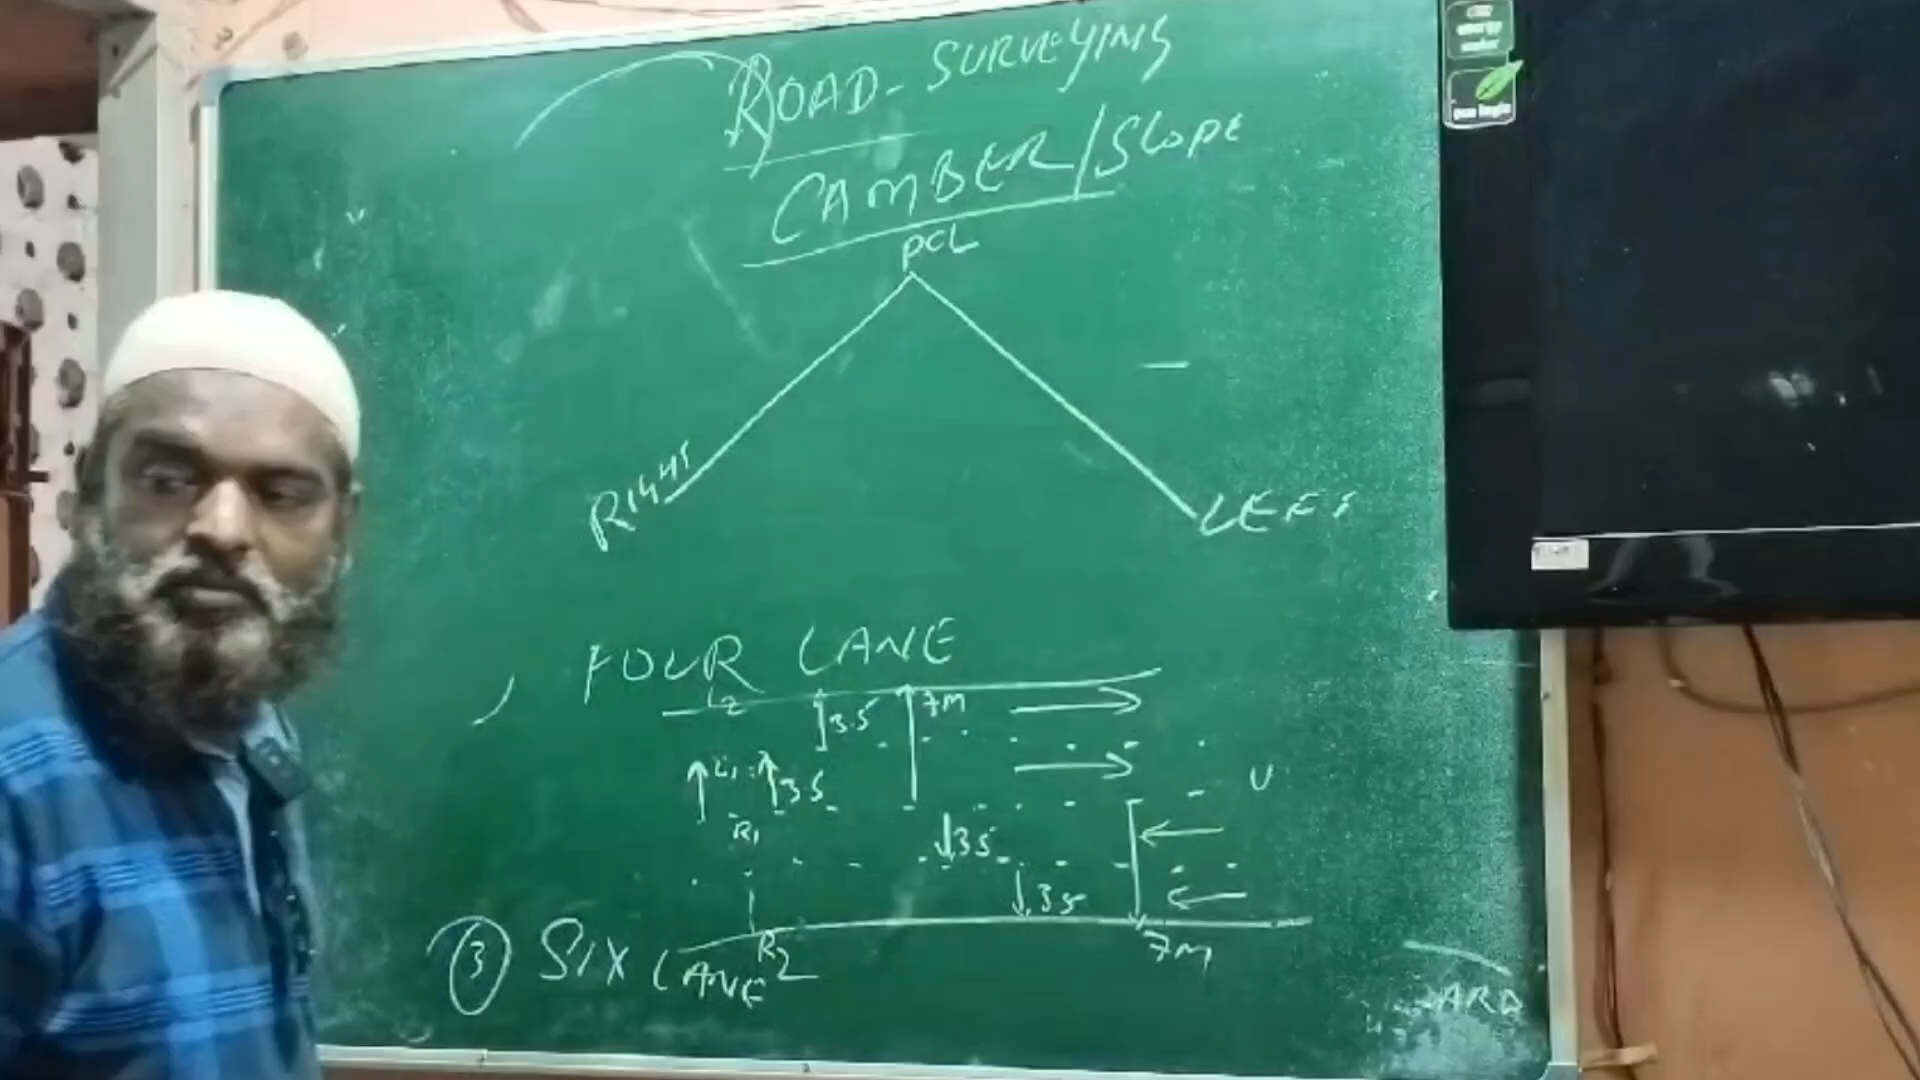 ROAD-SURVEYING
CAMBER/SLOPE
PCL
RIGHT
LEFT
FOUR LANE
L2
3.5
7M
L1
3.5
R1
3.5
3.5
R2
7M
3 SIX LANE